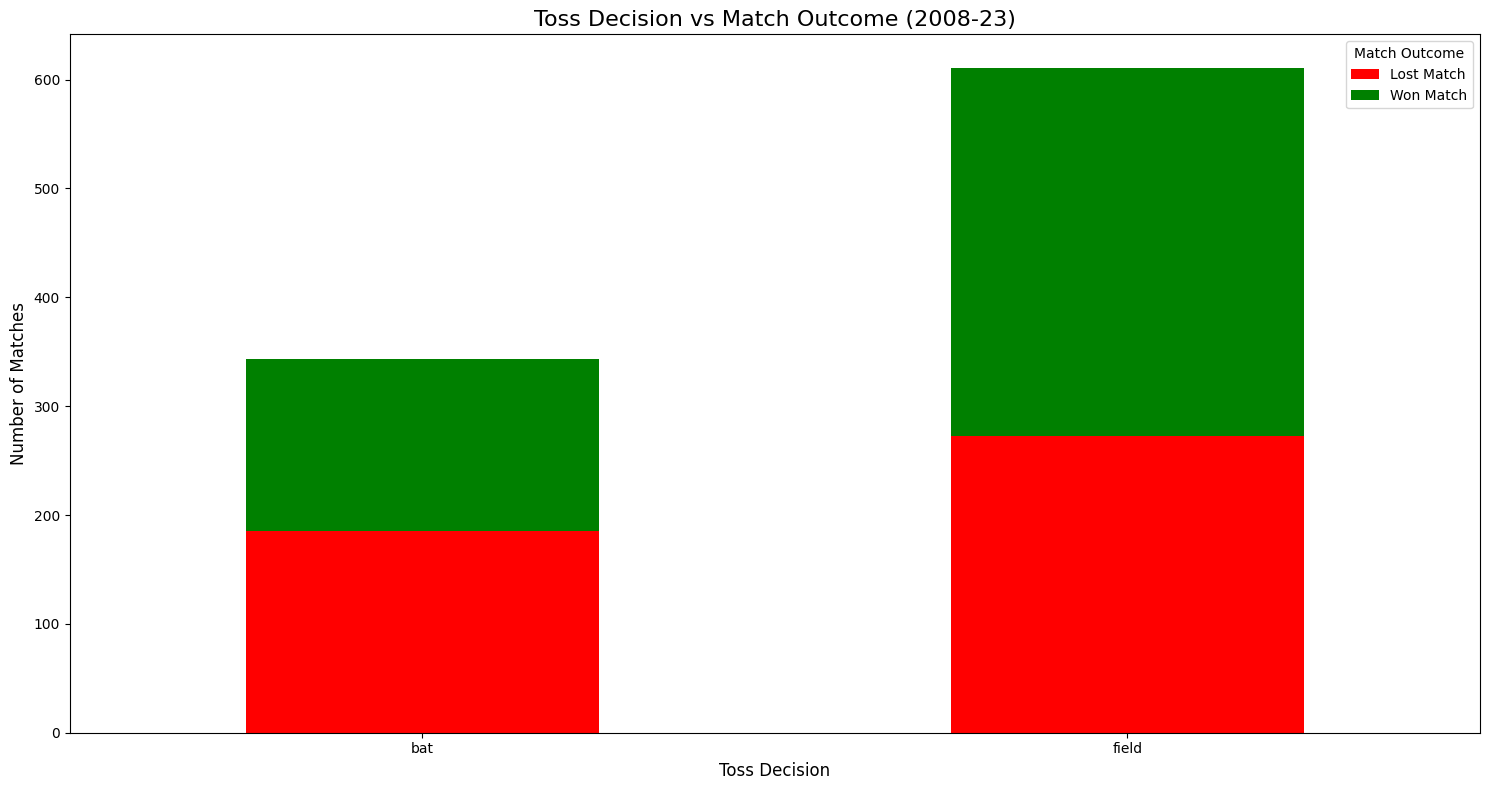 Toss Decision vs Match Outcome (2008-23)
Match Outcome
Lost Match
Won Match
Number of Matches
600
500
400
300
200
100
0
bat
field
Toss Decision